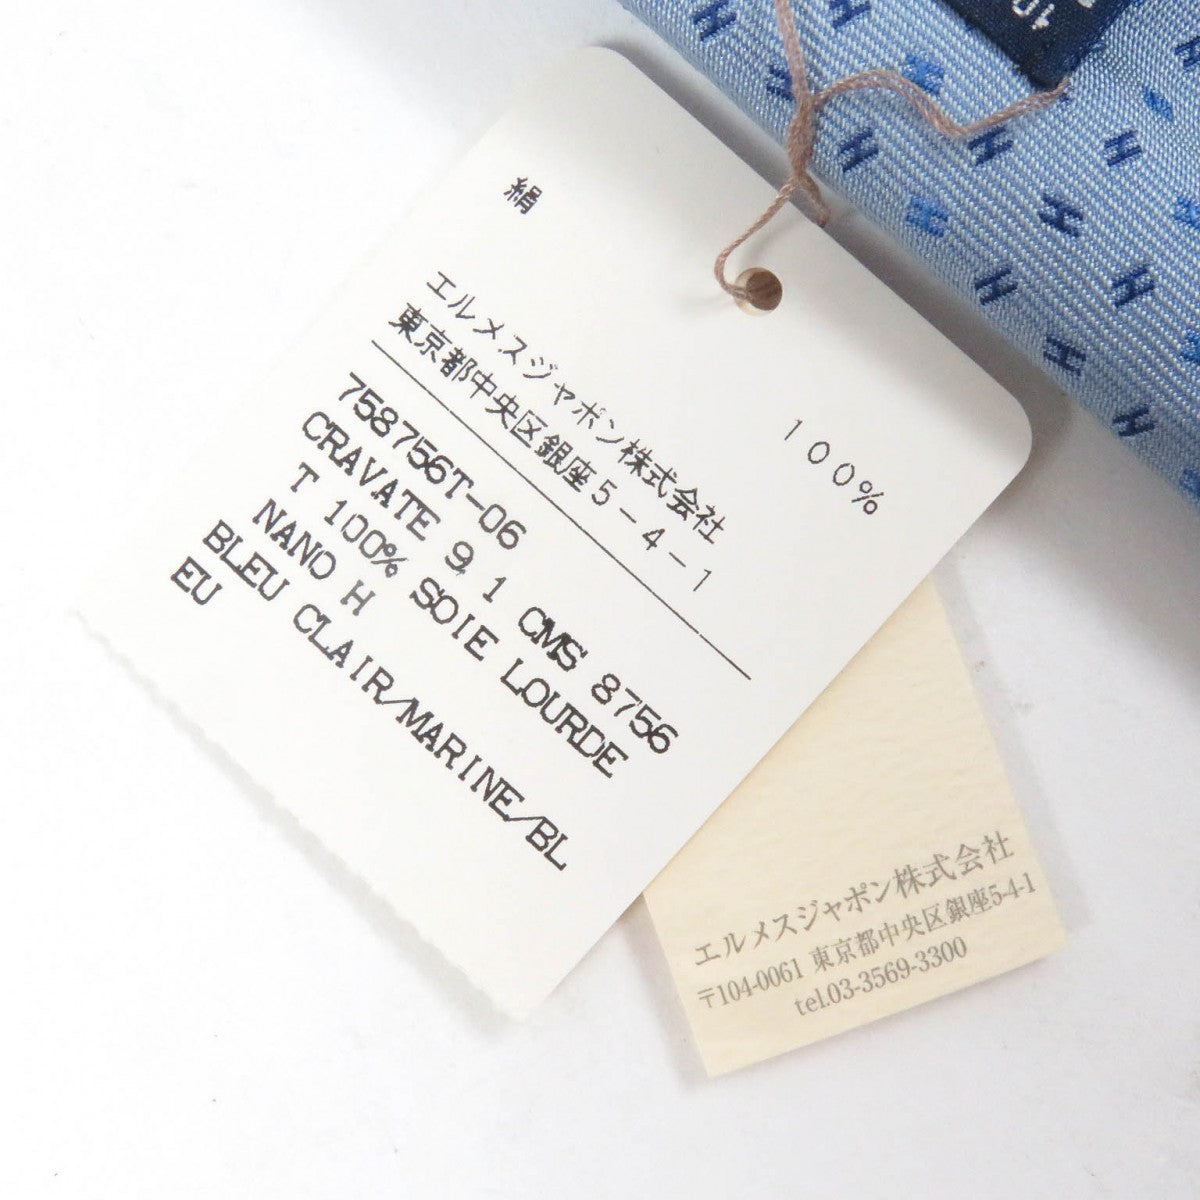 絹 100%
エルメスジャポン株式会社
東京都中央区銀座5-4-1
758756T-06
CRAVATE 9.1 CMS 8756
T 100% SOIE LOURDE
NANO H
BLEU CLAIR/MARINE/BL
EU
エルメスジャポン株式会社
〒104-0061 東京都中央区銀座5-4-1
tel.03-3569-3300